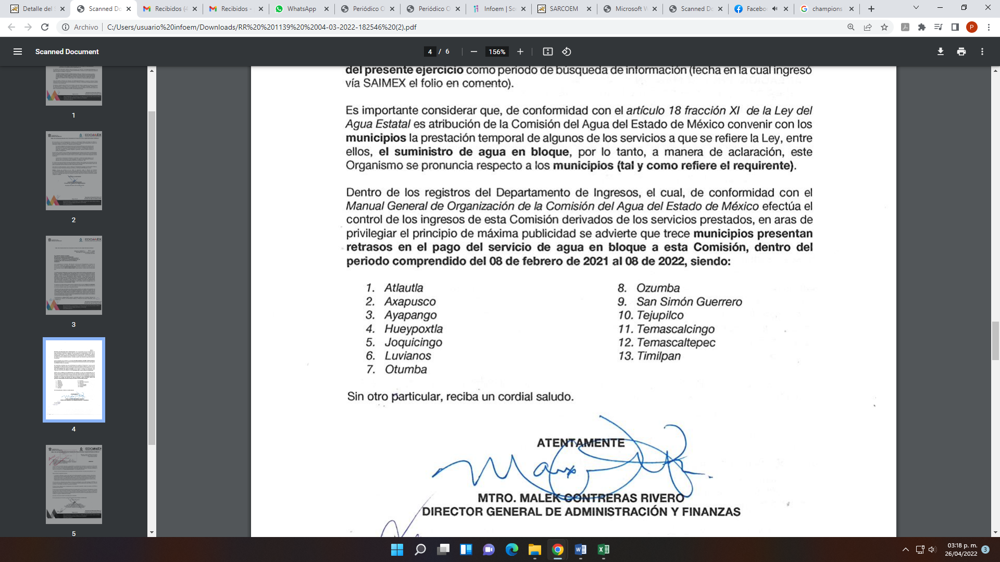 Detalle del S
Scanned Do
Recibidos (4
Recibidos -
WhatsApp
Periódico O
Periódico O
Infoem | So
SARCOEM
Microsoft W
Scanned Do
Facebo
champions
Archivo
C:/Users/usuario%20infoem/Downloads/RR%20%201139%20%2004-03-2022-182546%20(2).pdf
P
Scanned Document
4 / 6
156%
1
2
3
4
5
del presente ejercicio como periodo de búsqueda de información (fecha en la cual ingresó
vía SAIMEX el folio en comento).
Es importante considerar que, de conformidad con el artículo 18 fracción XI de la Ley del
Agua Estatal es atribución de la Comisión del Agua del Estado de México convenir con los
municipios la prestación temporal de algunos de los servicios a que se refiere la Ley, entre
ellos, el suministro de agua en bloque, por lo tanto, a manera de aclaración, este
Organismo se pronuncia respecto a los municipios (tal y como refiere el requirente).
Dentro de los registros del Departamento de Ingresos, el cual, de conformidad con el
Manual General de Organización de la Comisión del Agua del Estado de México efectúa el
control de los ingresos de esta Comisión derivados de los servicios prestados, en aras de
privilegiar el principio de máxima publicidad se advierte que trece municipios presentan
retrasos en el pago del servicio de agua en bloque a esta Comisión, dentro del
periodo comprendido del 08 de febrero de 2021 al 08 de 2022, siendo:
1. Atlautla
2. Axapusco
3. Ayapango
4. Hueypoxtla
5. Joquicingo
6. Luvianos
7. Otumba
8. Ozumba
9. San Simón Guerrero
10. Tejupilco
11. Temascalcingo
12. Temascaltepec
13. Timilpan
Sin otro particular, reciba un cordial saludo.
ATENTAMENTE
MTRO. MALEK CONTRERAS RIVERO
DIRECTOR GENERAL DE ADMINISTRACIÓN Y FINANZAS
03:18 p. m.
26/04/2022
3